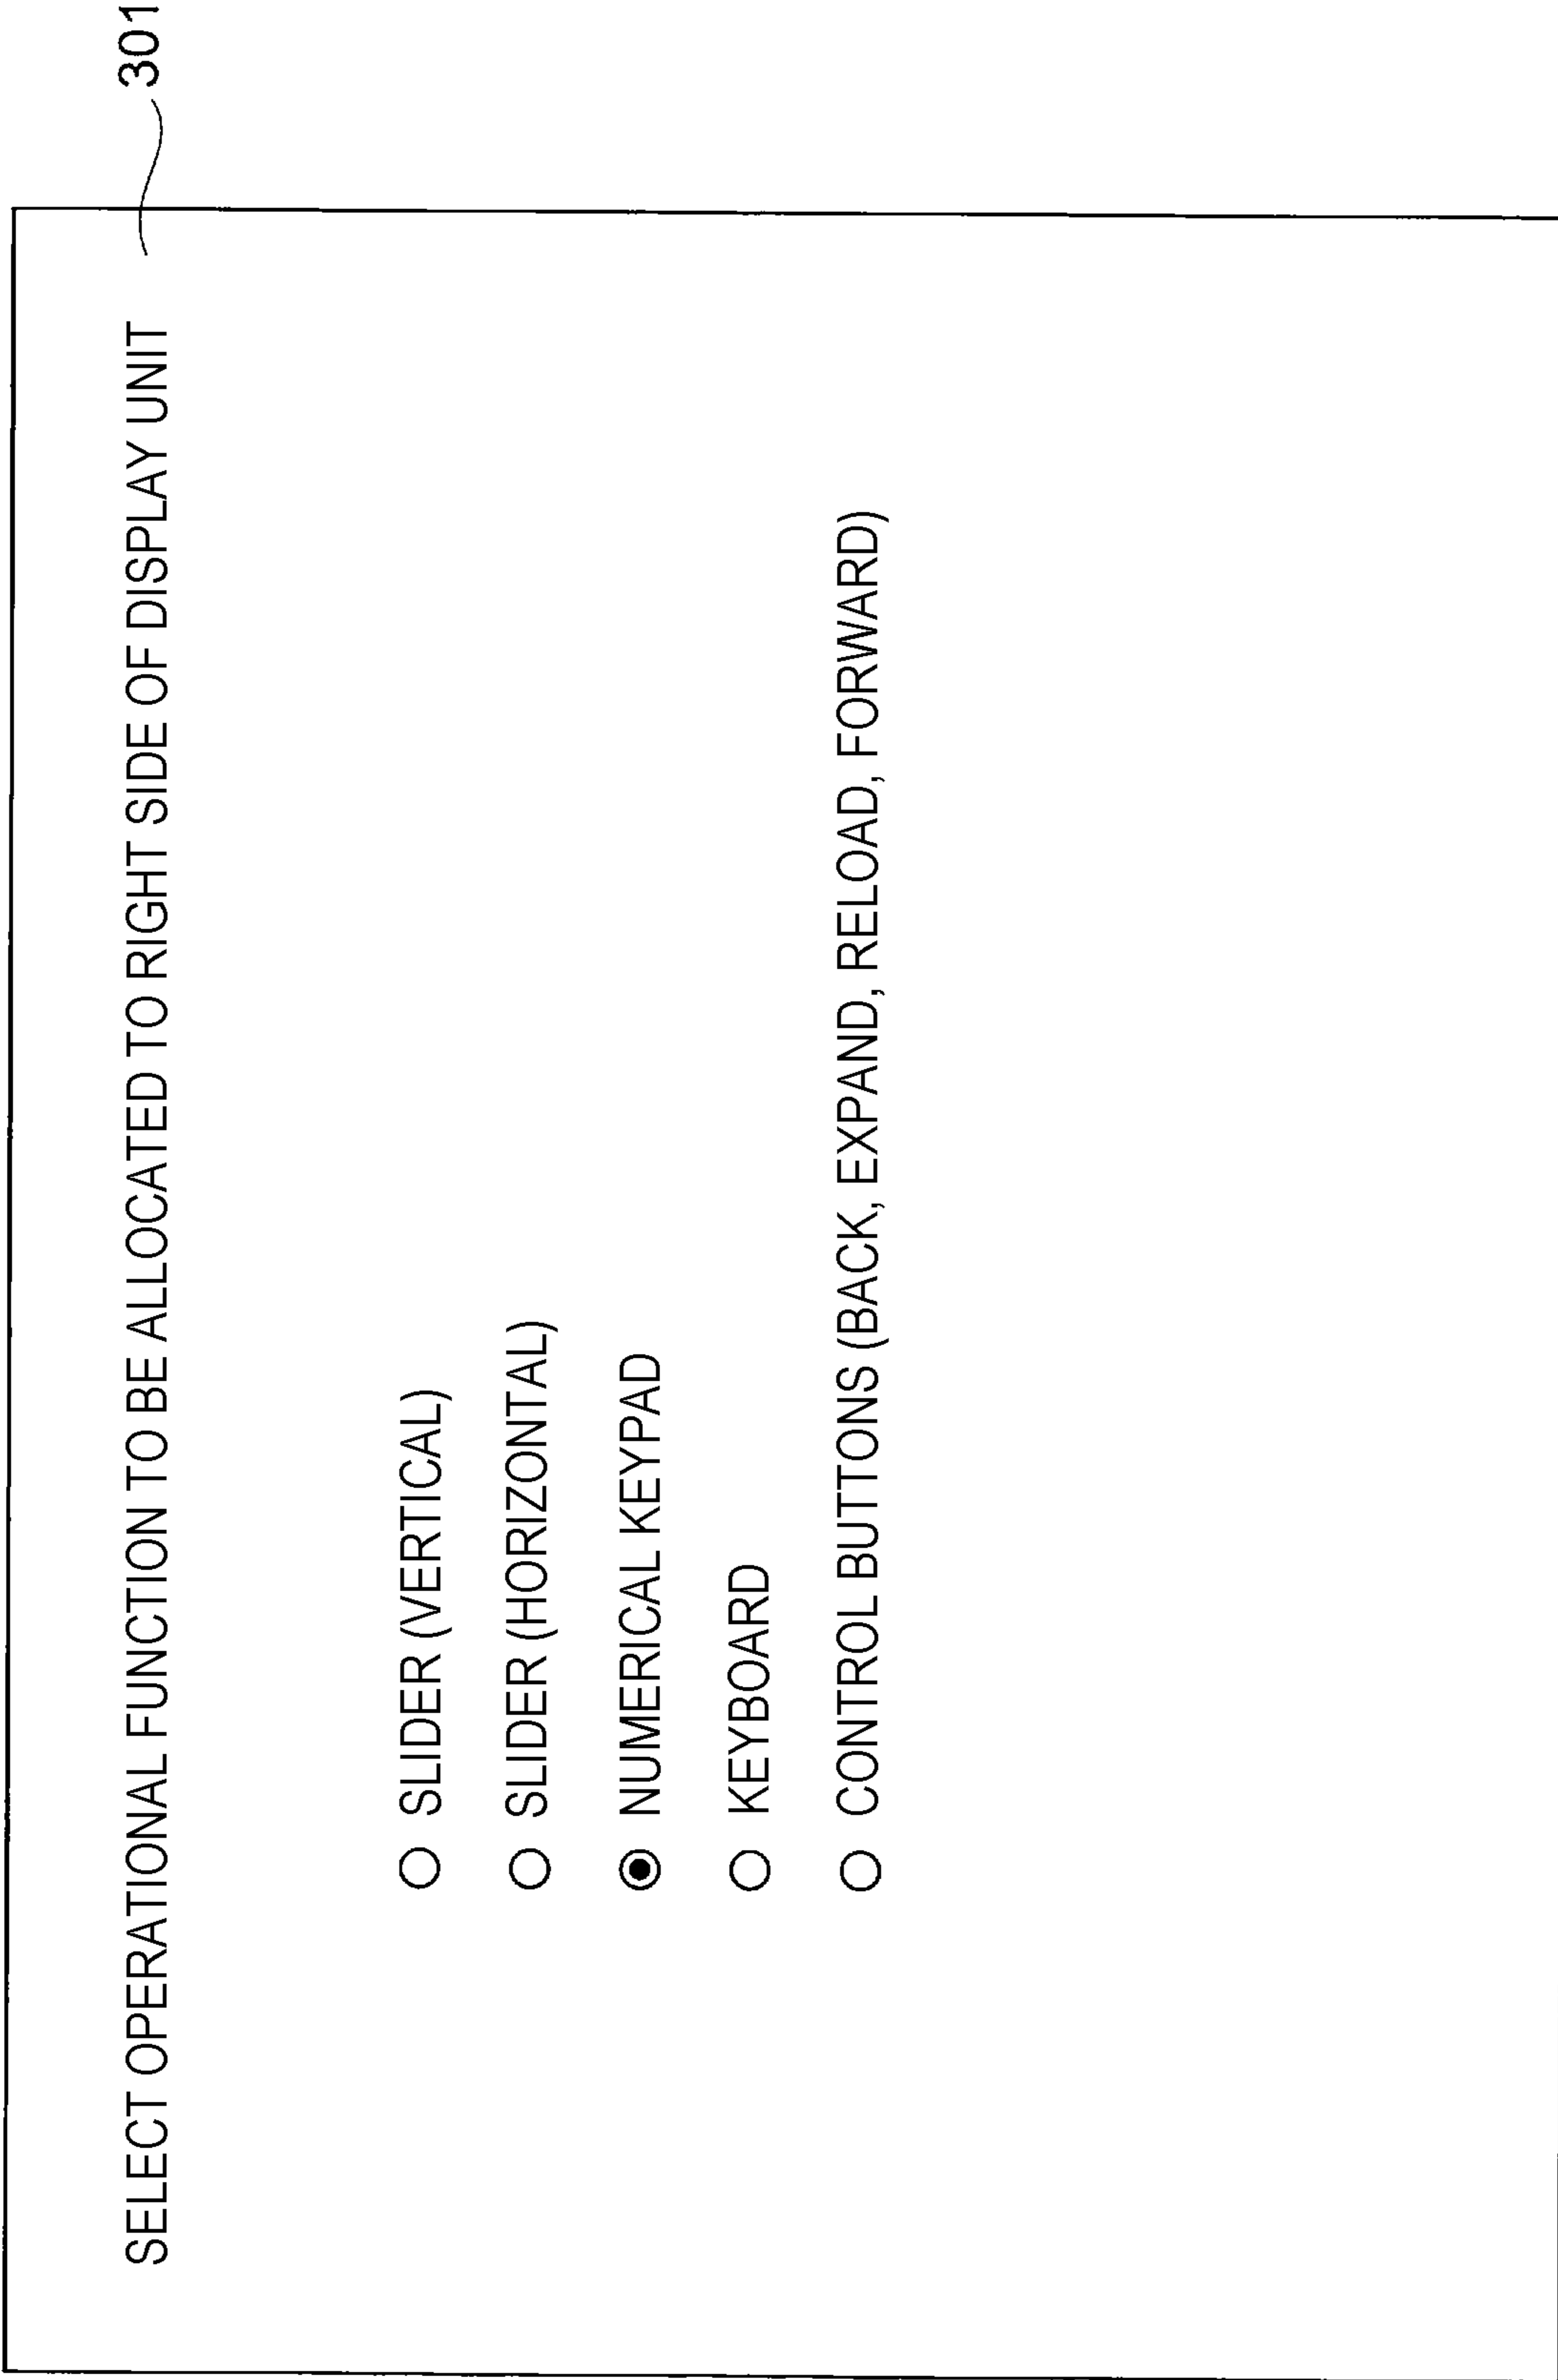 301
SELECT OPERATIONAL FUNCTION TO BE ALLOCATED TO RIGHT SIDE OF DISPLAY UNIT
SLIDER (VERTICAL)
SLIDER (HORIZONTAL)
NUMERICAL KEYPAD
KEYBOARD
CONTROL BUTTONS (BACK, EXPAND, RELOAD, FORWARD)